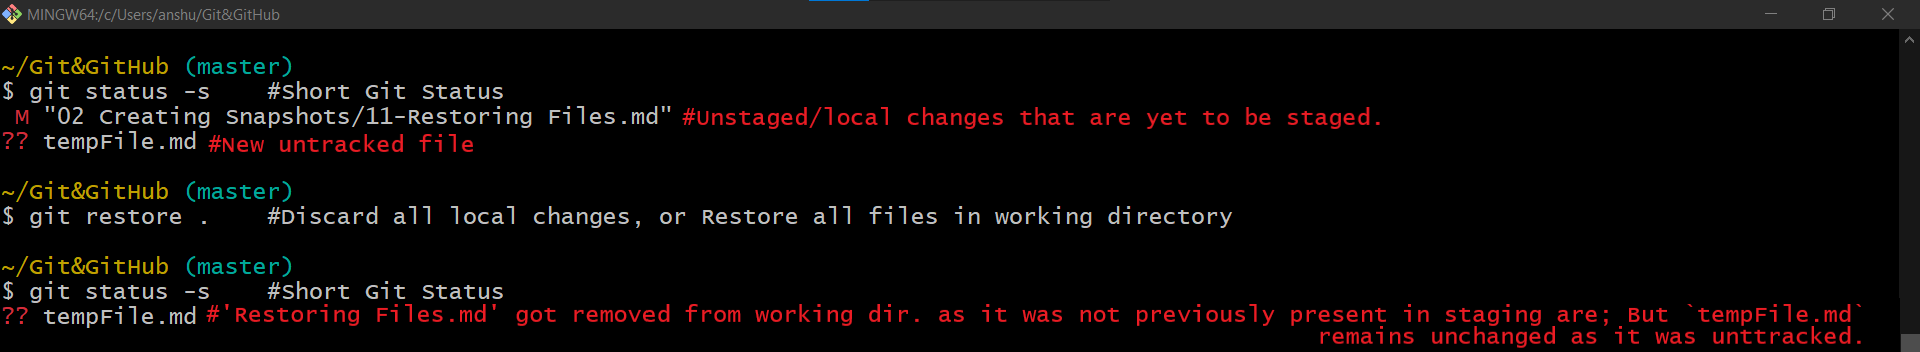 MINGW64:/c/Users/anshu/Git&GitHub
~/Git&GitHub (master)
$ git status -s    #Short Git Status
 M "02 Creating Snapshots/11-Restoring Files.md" #Unstaged/local changes that are yet to be staged.
?? tempFile.md #New untracked file
~/Git&GitHub (master)
$ git restore .    #Discard all local changes, or Restore all files in working directory
~/Git&GitHub (master)
$ git status -s    #Short Git Status
?? tempFile.md #'Restoring Files.md' got removed from working dir. as it was not previously present in staging are; But `tempFile.md`
remains unchanged as it was unttracked.